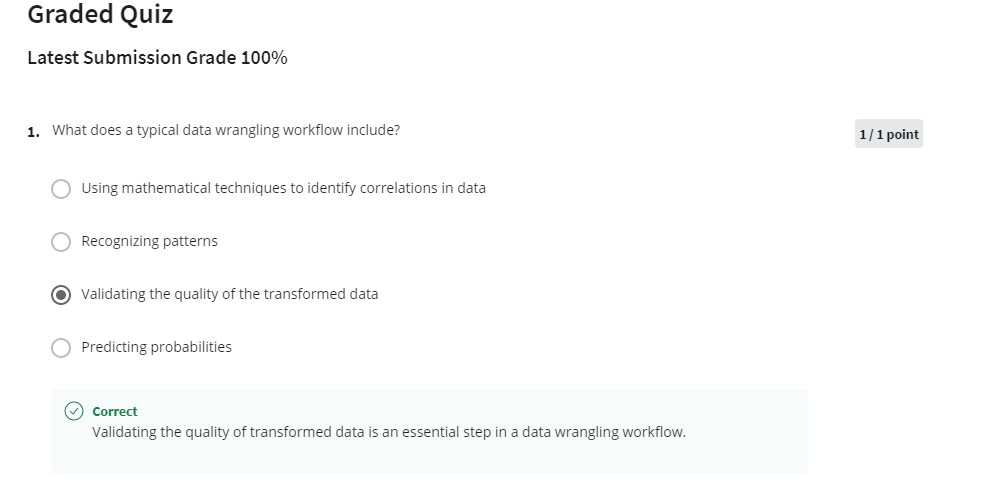 Graded Quiz
Latest Submission Grade 100%
1. What does a typical data wrangling workflow include?
1 / 1 point
Using mathematical techniques to identify correlations in data
Recognizing patterns
Validating the quality of the transformed data
Predicting probabilities
Correct
Validating the quality of transformed data is an essential step in a data wrangling workflow.